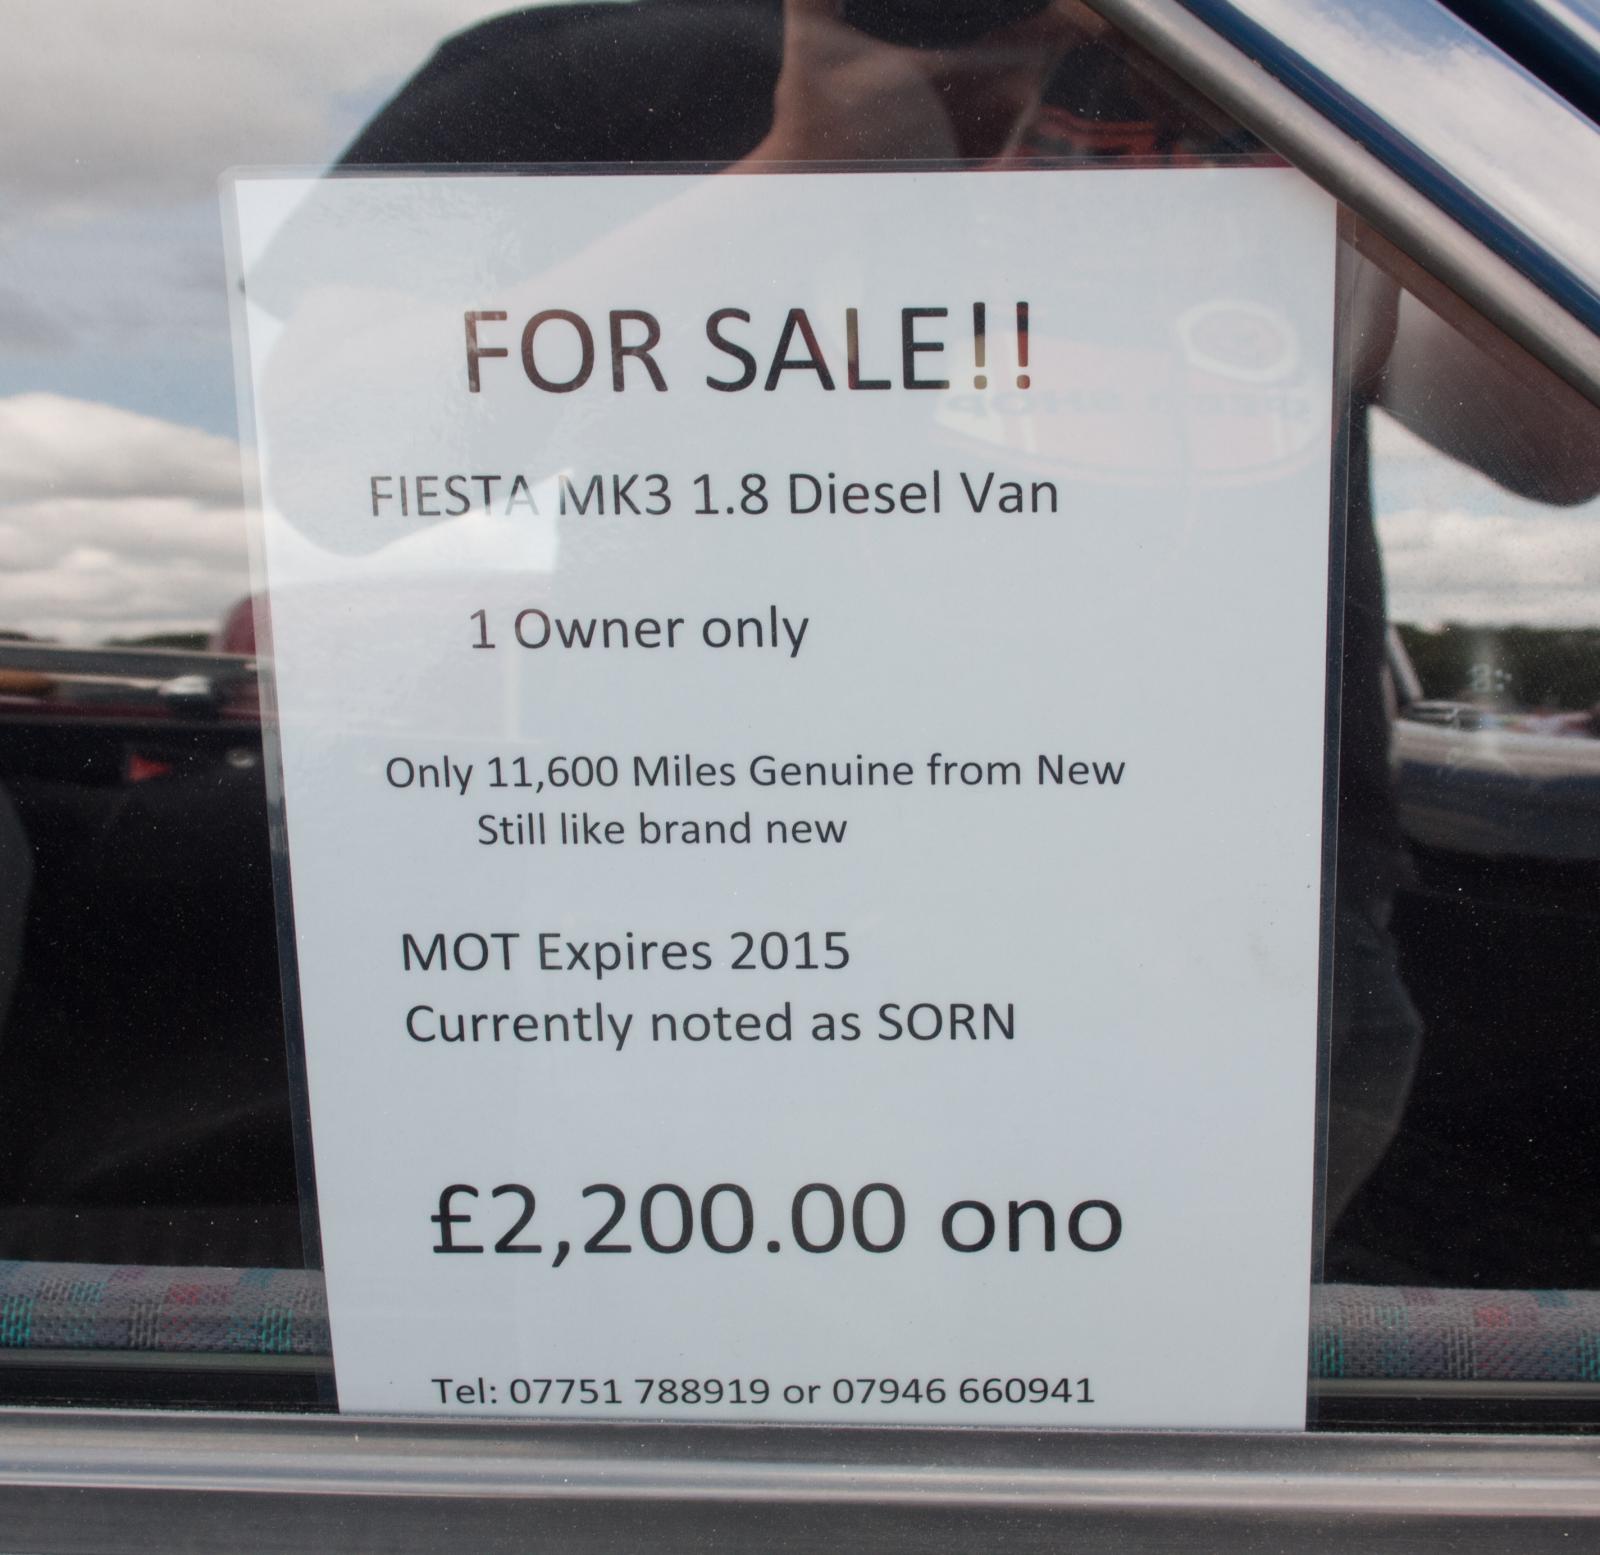 FOR SALE!!
FIESTA MK3 1.8 Diesel Van
1 Owner only
Only 11,600 Miles Genuine from New
Still like brand new
MOT Expires 2015
Currently noted as SORN
£2,200.00 ono
Tel: 07751 788919 or 07946 660941